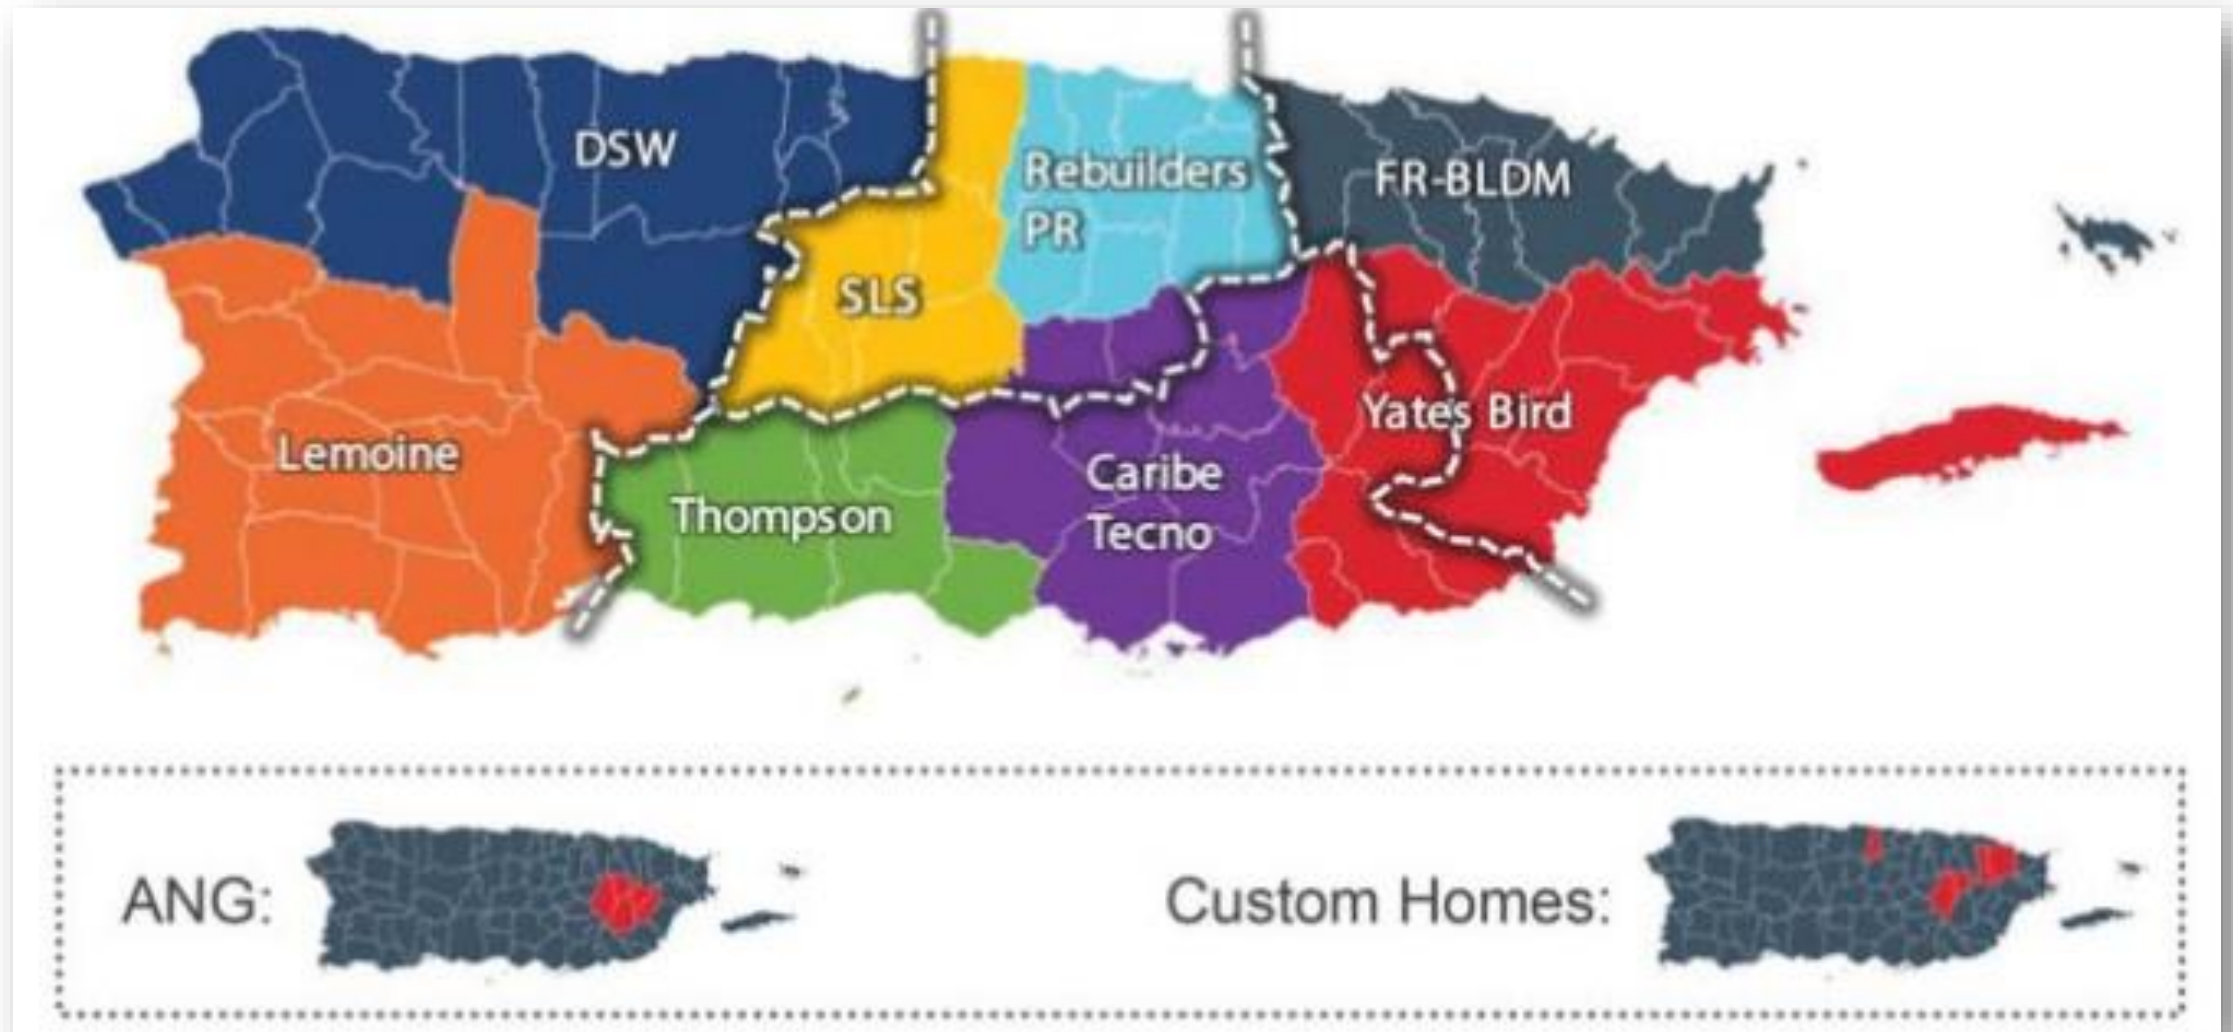 DSW
SLS
Rebuilders
PR
FR-BLDM
Lemoine
Thompson
Caribe
Tecno
Yates Bird
ANG:
Custom Homes: